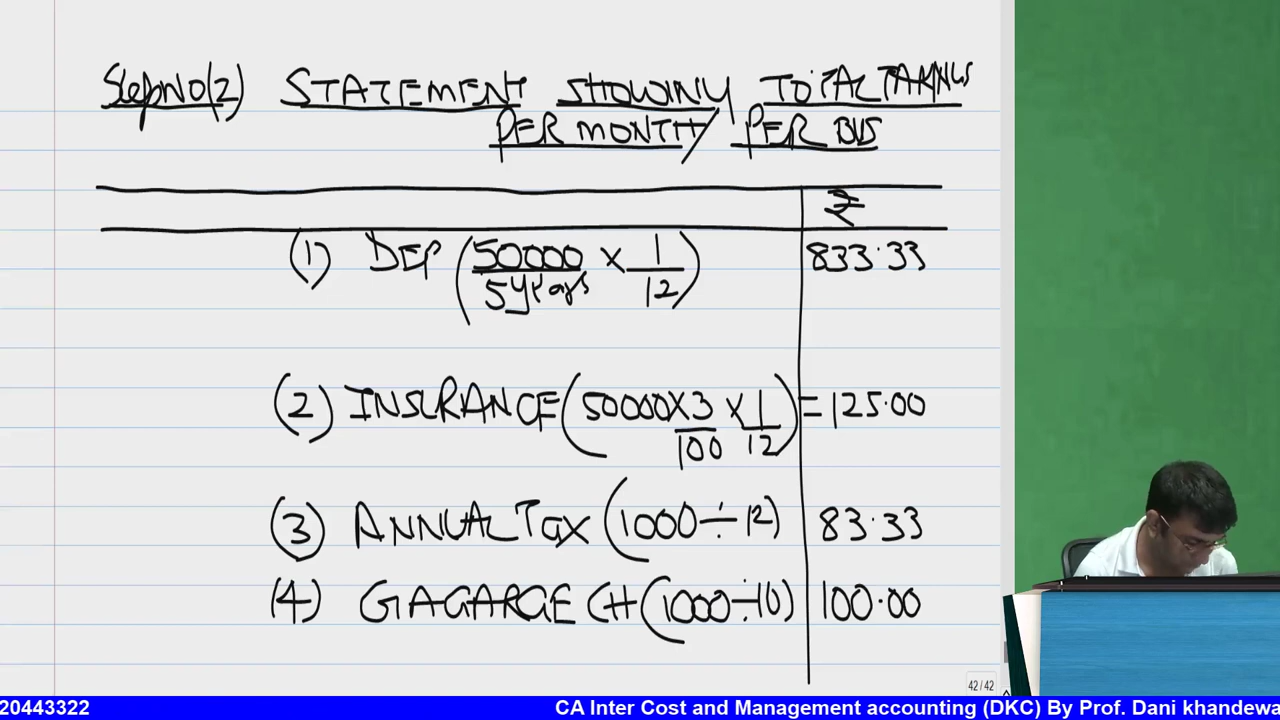 Step No(2) STATEMENT SHOWING TOTAL TAKINGS
PER MONTH / PER BUS
₹
(1) DEP (50000/5 years × 1/12) 833.33
(2) INSURANCE (50000×3/100 × 1/12) = 125.00
(3) ANNUAL TAX (1000÷12) 83.33
(4) GAGARGE CH (1000÷10) 100.00
42/42
20443322 CA Inter Cost and Management accounting (DKC) By Prof. Dani khandewa